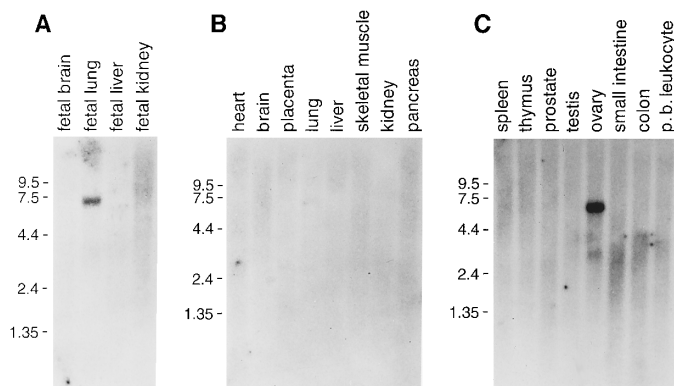 A
fetal brain
fetal lung
fetal liver
fetal kidney
9.5
7.5
4.4
2.4
1.35
B
heart
brain
placenta
lung
liver
skeletal muscle
kidney
pancreas
9.5
7.5
4.4
2.4
1.35
C
spleen
thymus
prostate
testis
ovary
small intestine
colon
p. b. leukocyte
9.5
7.5
4.4
2.4
1.35